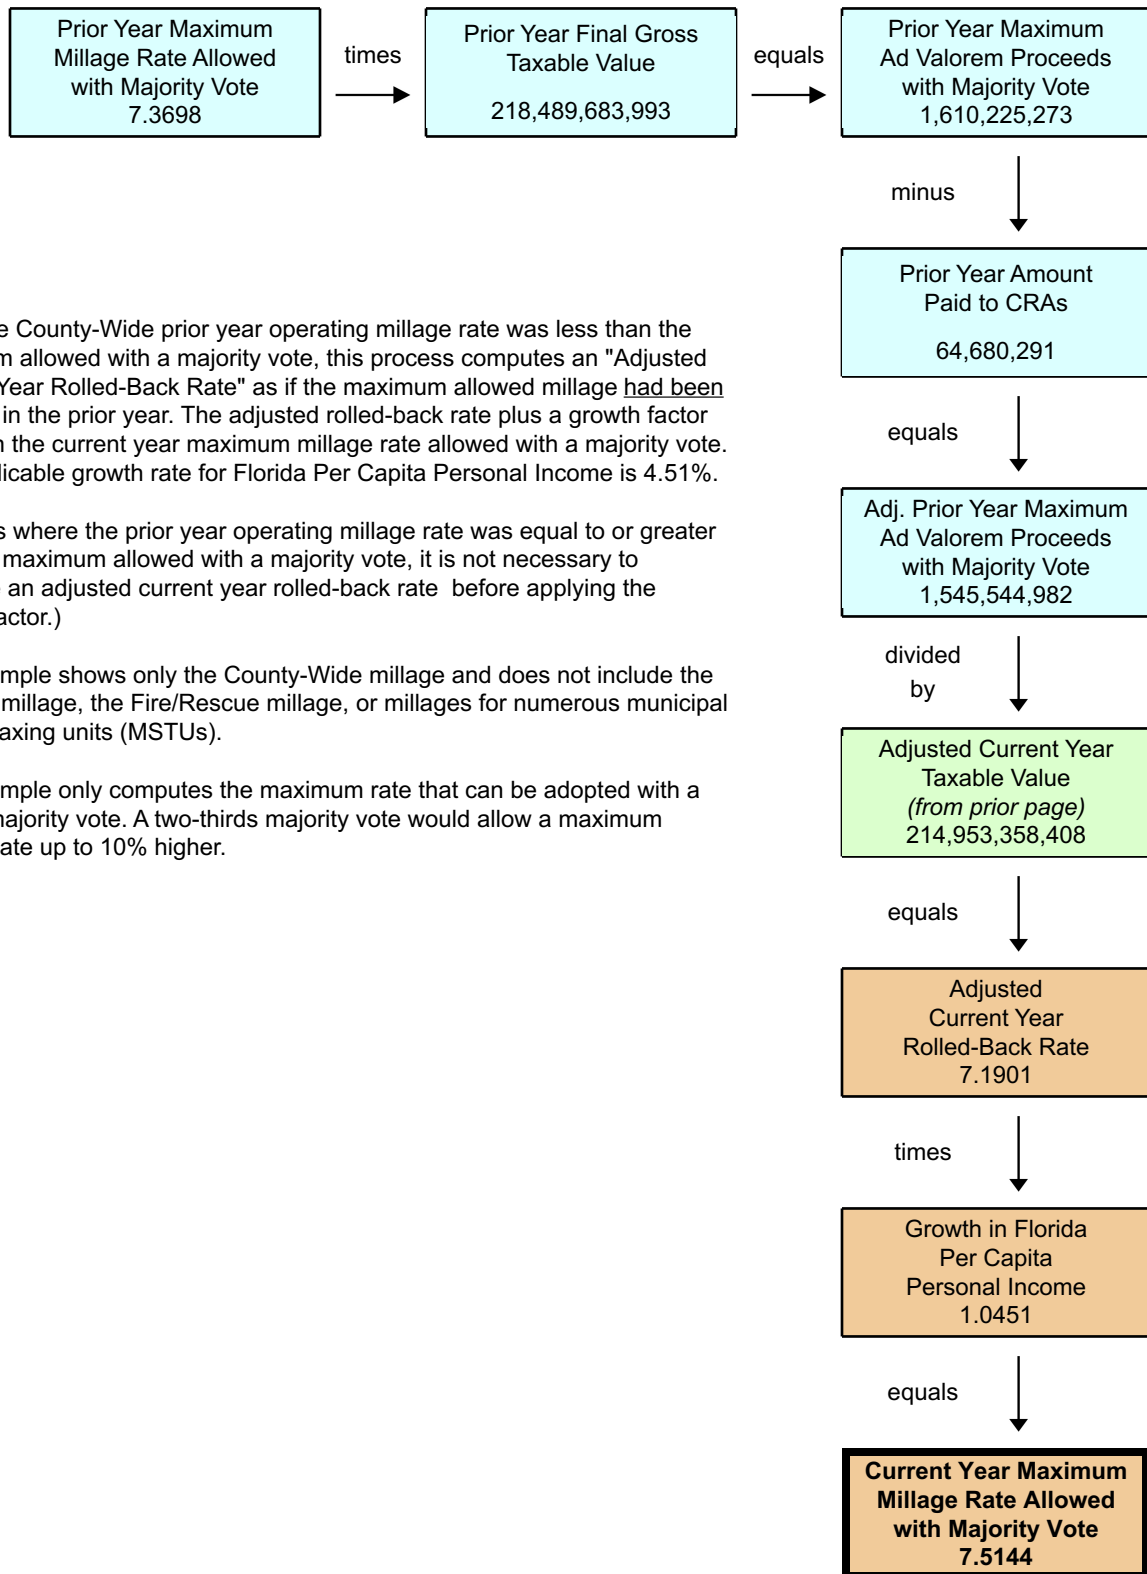 Prior Year Maximum
Millage Rate Allowed
with Majority Vote
7.3698
times
Prior Year Final Gross
Taxable Value
218,489,683,993
equals
Prior Year Maximum
Ad Valorem Proceeds
with Majority Vote
1,610,225,273
minus
Prior Year Amount
Paid to CRAs
64,680,291
equals
Adj. Prior Year Maximum
Ad Valorem Proceeds
with Majority Vote
1,545,544,982
divided
by
Adjusted Current Year
Taxable Value
(from prior page)
214,953,358,408
equals
Adjusted
Current Year
Rolled-Back Rate
7.1901
times
Growth in Florida
Per Capita
Personal Income
1.0451
equals
Current Year Maximum
Millage Rate Allowed
with Majority Vote
7.5144
County-Wide prior year operating millage rate was less than the
allowed with a majority vote, this process computes an "Adjusted
Year Rolled-Back Rate" as if the maximum allowed millage had been
in the prior year. The adjusted rolled-back rate plus a growth factor
the current year maximum millage rate allowed with a majority vote.
growth rate for Florida Per Capita Personal Income is 4.51%.
where the prior year operating millage rate was equal to or greater
maximum allowed with a majority vote, it is not necessary to
an adjusted current year rolled-back rate before applying the
shows only the County-Wide millage and does not include the
millage, the Fire/Rescue millage, or millages for numerous municipal
taxing units (MSTUs).
only computes the maximum rate that can be adopted with a
majority vote. A two-thirds majority vote would allow a maximum
rate up to 10% higher.